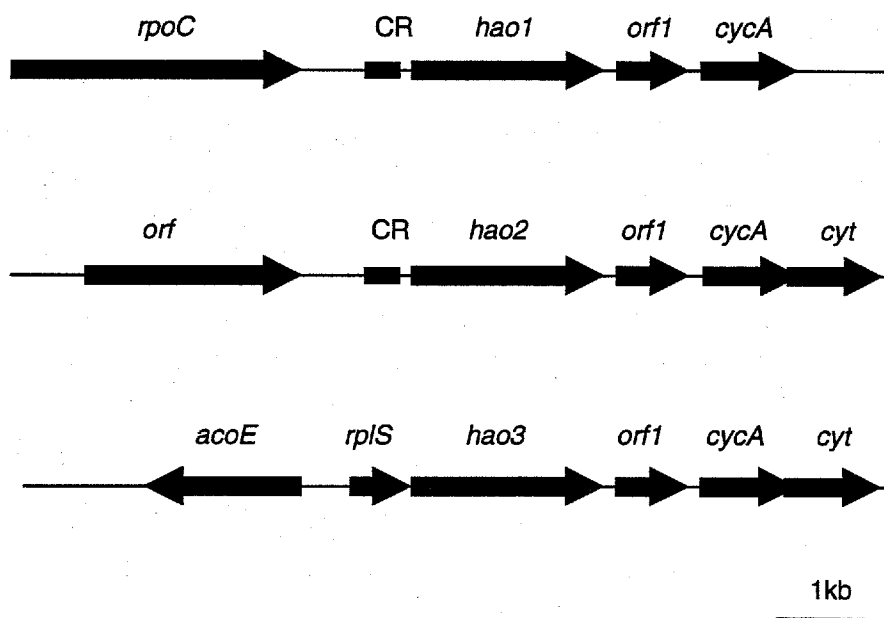 rpoC CR hao1 orf1 cycA
orf CR hao2 orf1 cycA cyt
acoE rplS hao3 orf1 cycA cyt
1kb